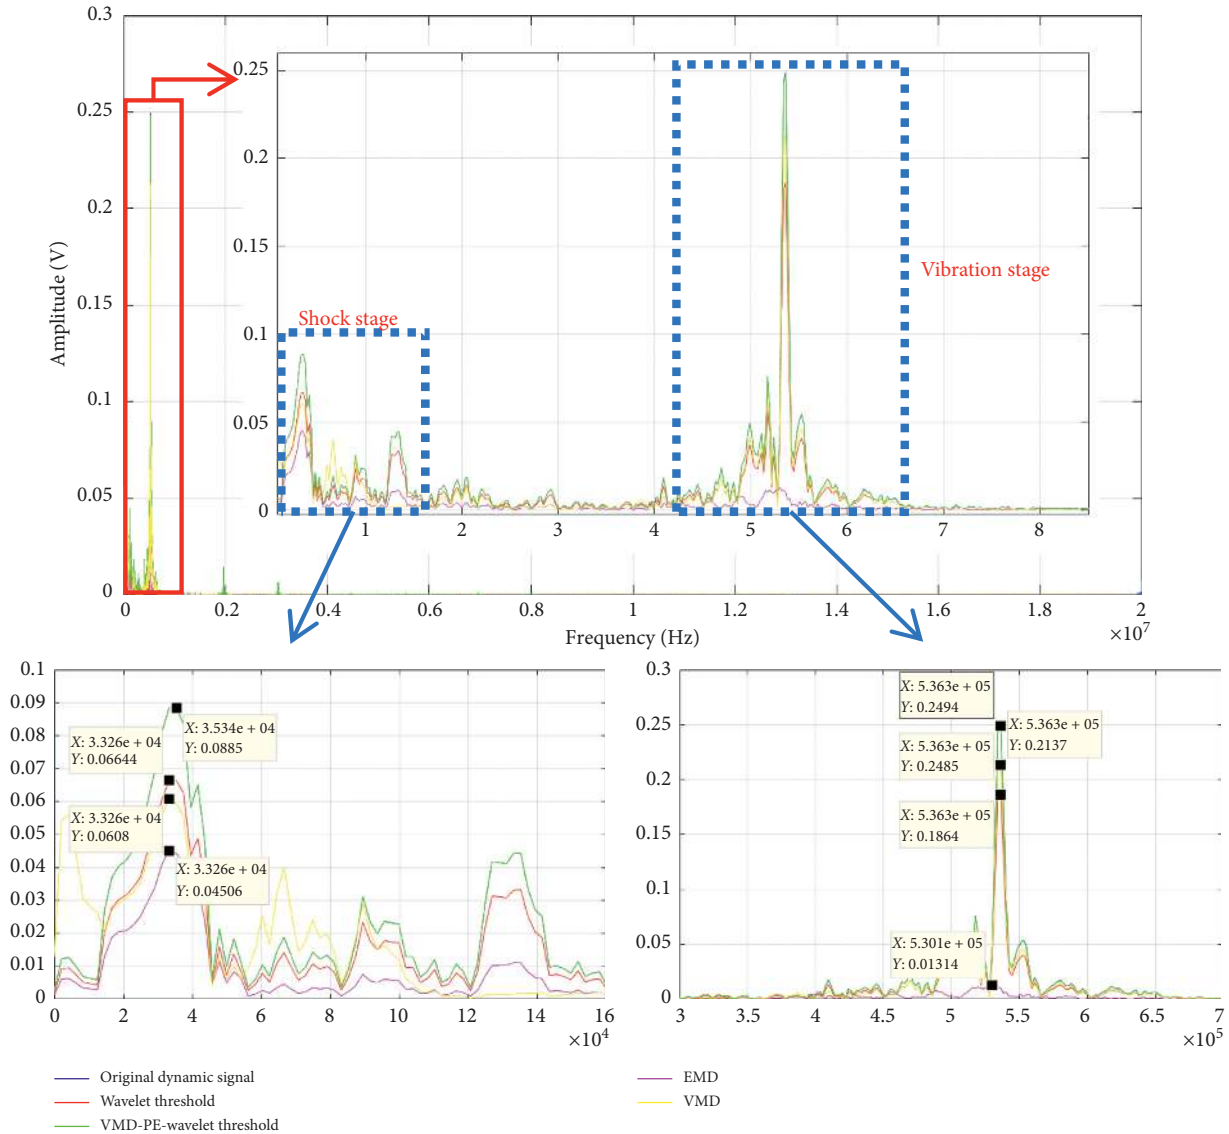 0.3
0.25
0.2
0.15
0.1
0.05
0
Amplitude (V)
0.25
0.2
0.15
0.1
0.05
0
Shock stage
Vibration stage
1 2 3 4 5 6 7 8
0 0.2 0.4 0.6 0.8 1 1.2 1.4 1.6 1.8 2
Frequency (Hz)
×10⁷
0.1
0.09
0.08
0.07
0.06
0.05
0.04
0.03
0.02
0.01
0
X: 3.534e + 04
Y: 0.0885
X: 3.326e + 04
Y: 0.06644
X: 3.326e + 04
Y: 0.0608
X: 3.326e + 04
Y: 0.04506
0 2 4 6 8 10 12 14 16
×10⁴
0.3
0.25
0.2
0.15
0.1
0.05
0
X: 5.363e + 05
Y: 0.2494
X: 5.363e + 05
Y: 0.2137
X: 5.363e + 05
Y: 0.2485
X: 5.363e + 05
Y: 0.1864
X: 5.301e + 05
Y: 0.01314
3 3.5 4 4.5 5 5.5 6 6.5 7
×10⁵
Original dynamic signal
Wavelet threshold
VMD-PE-wavelet threshold
EMD
VMD